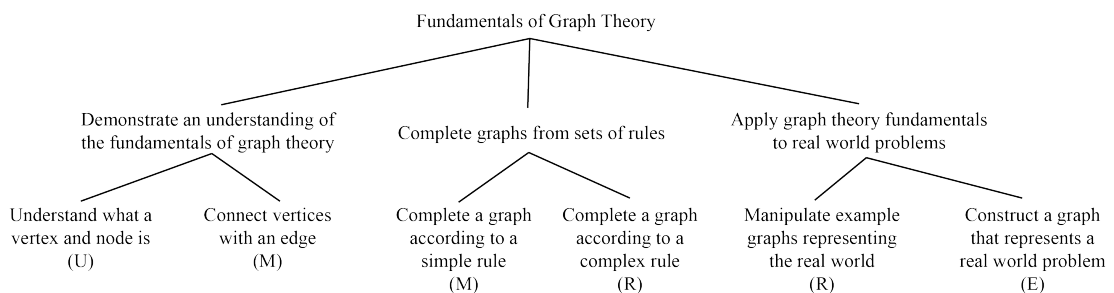 Fundamentals of Graph Theory
Demonstrate an understanding of
the fundamentals of graph theory
Complete graphs from sets of rules
Apply graph theory fundamentals
to real world problems
Understand what a
vertex and node is
(U)
Connect vertices
with an edge
(M)
Complete a graph
according to a
simple rule
(M)
Complete a graph
according to a
complex rule
(R)
Manipulate example
graphs representing
the real world
(R)
Construct a graph
that represents a
real world problem
(E)